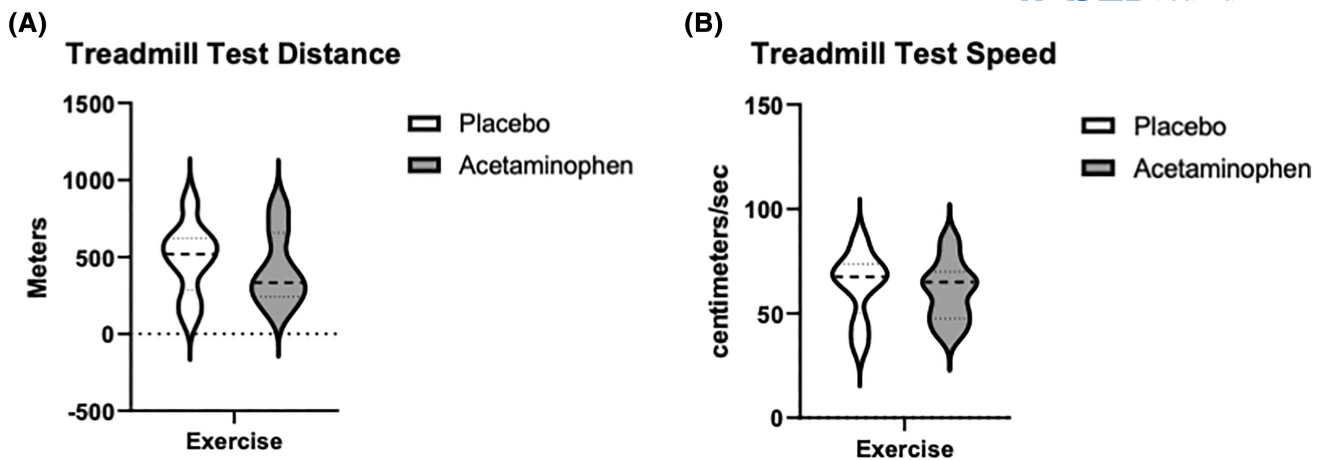 (A)
Treadmill Test Distance
1500
1000
500
0
-500
Meters
Exercise
Placebo
Acetaminophen
(B)
Treadmill Test Speed
150
100
50
0
centimeters/sec
Exercise
Placebo
Acetaminophen